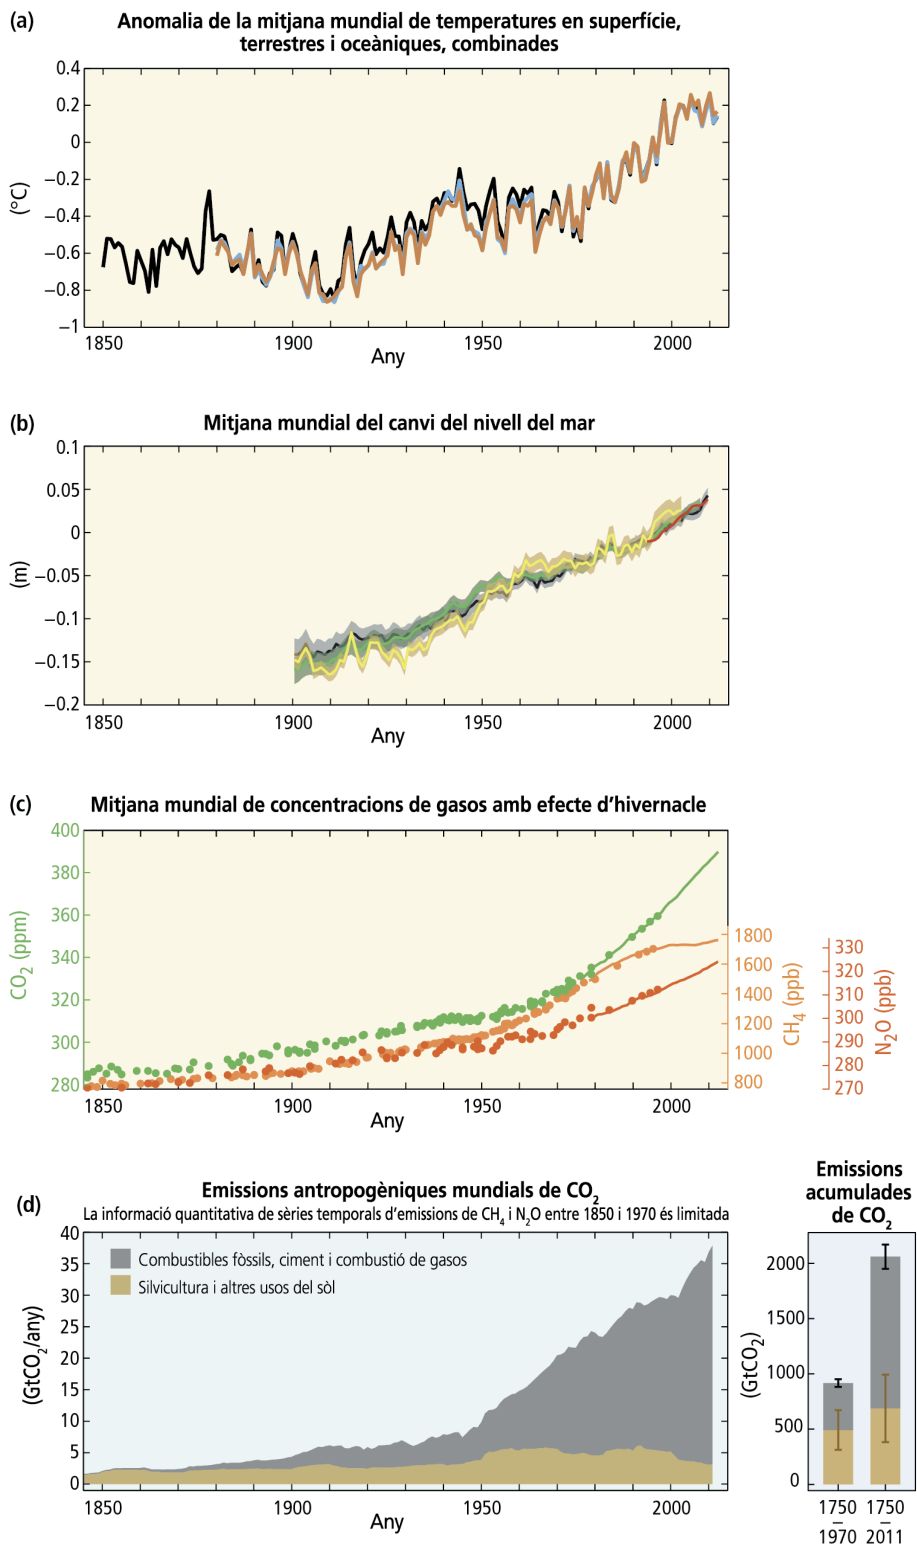 (a)
Anomalia de la mitjana mundial de temperatures en superfície,
terrestres i oceàniques, combinades
0.4
0.2
0
−0.2
−0.4
−0.6
−0.8
−1
(°C)
1850
1900
1950
2000
Any
(b)
Mitjana mundial del canvi del nivell del mar
0.1
0.05
0
−0.05
−0.1
−0.15
−0.2
(m)
1850
1900
1950
2000
Any
(c)
Mitjana mundial de concentracions de gasos amb efecte d’hivernacle
400
380
360
340
320
300
280
CO₂ (ppm)
1800
1600
1400
1200
1000
800
CH₄ (ppb)
330
320
310
300
290
280
270
N₂O (ppb)
1850
1900
1950
2000
Any
(d)
Emissions antropogèniques mundials de CO₂
La informació quantitativa de sèries temporals d’emissions de CH₄ i N₂O entre 1850 i 1970 és limitada
40
35
30
25
20
15
10
5
0
(GtCO₂/any)
Combustibles fòssils, ciment i combustió de gasos
Silvicultura i altres usos del sòl
1850
1900
1950
2000
Any
Emissions
acumulades
de CO₂
2000
1500
1000
500
0
(GtCO₂)
1750
–
1970
1750
–
2011